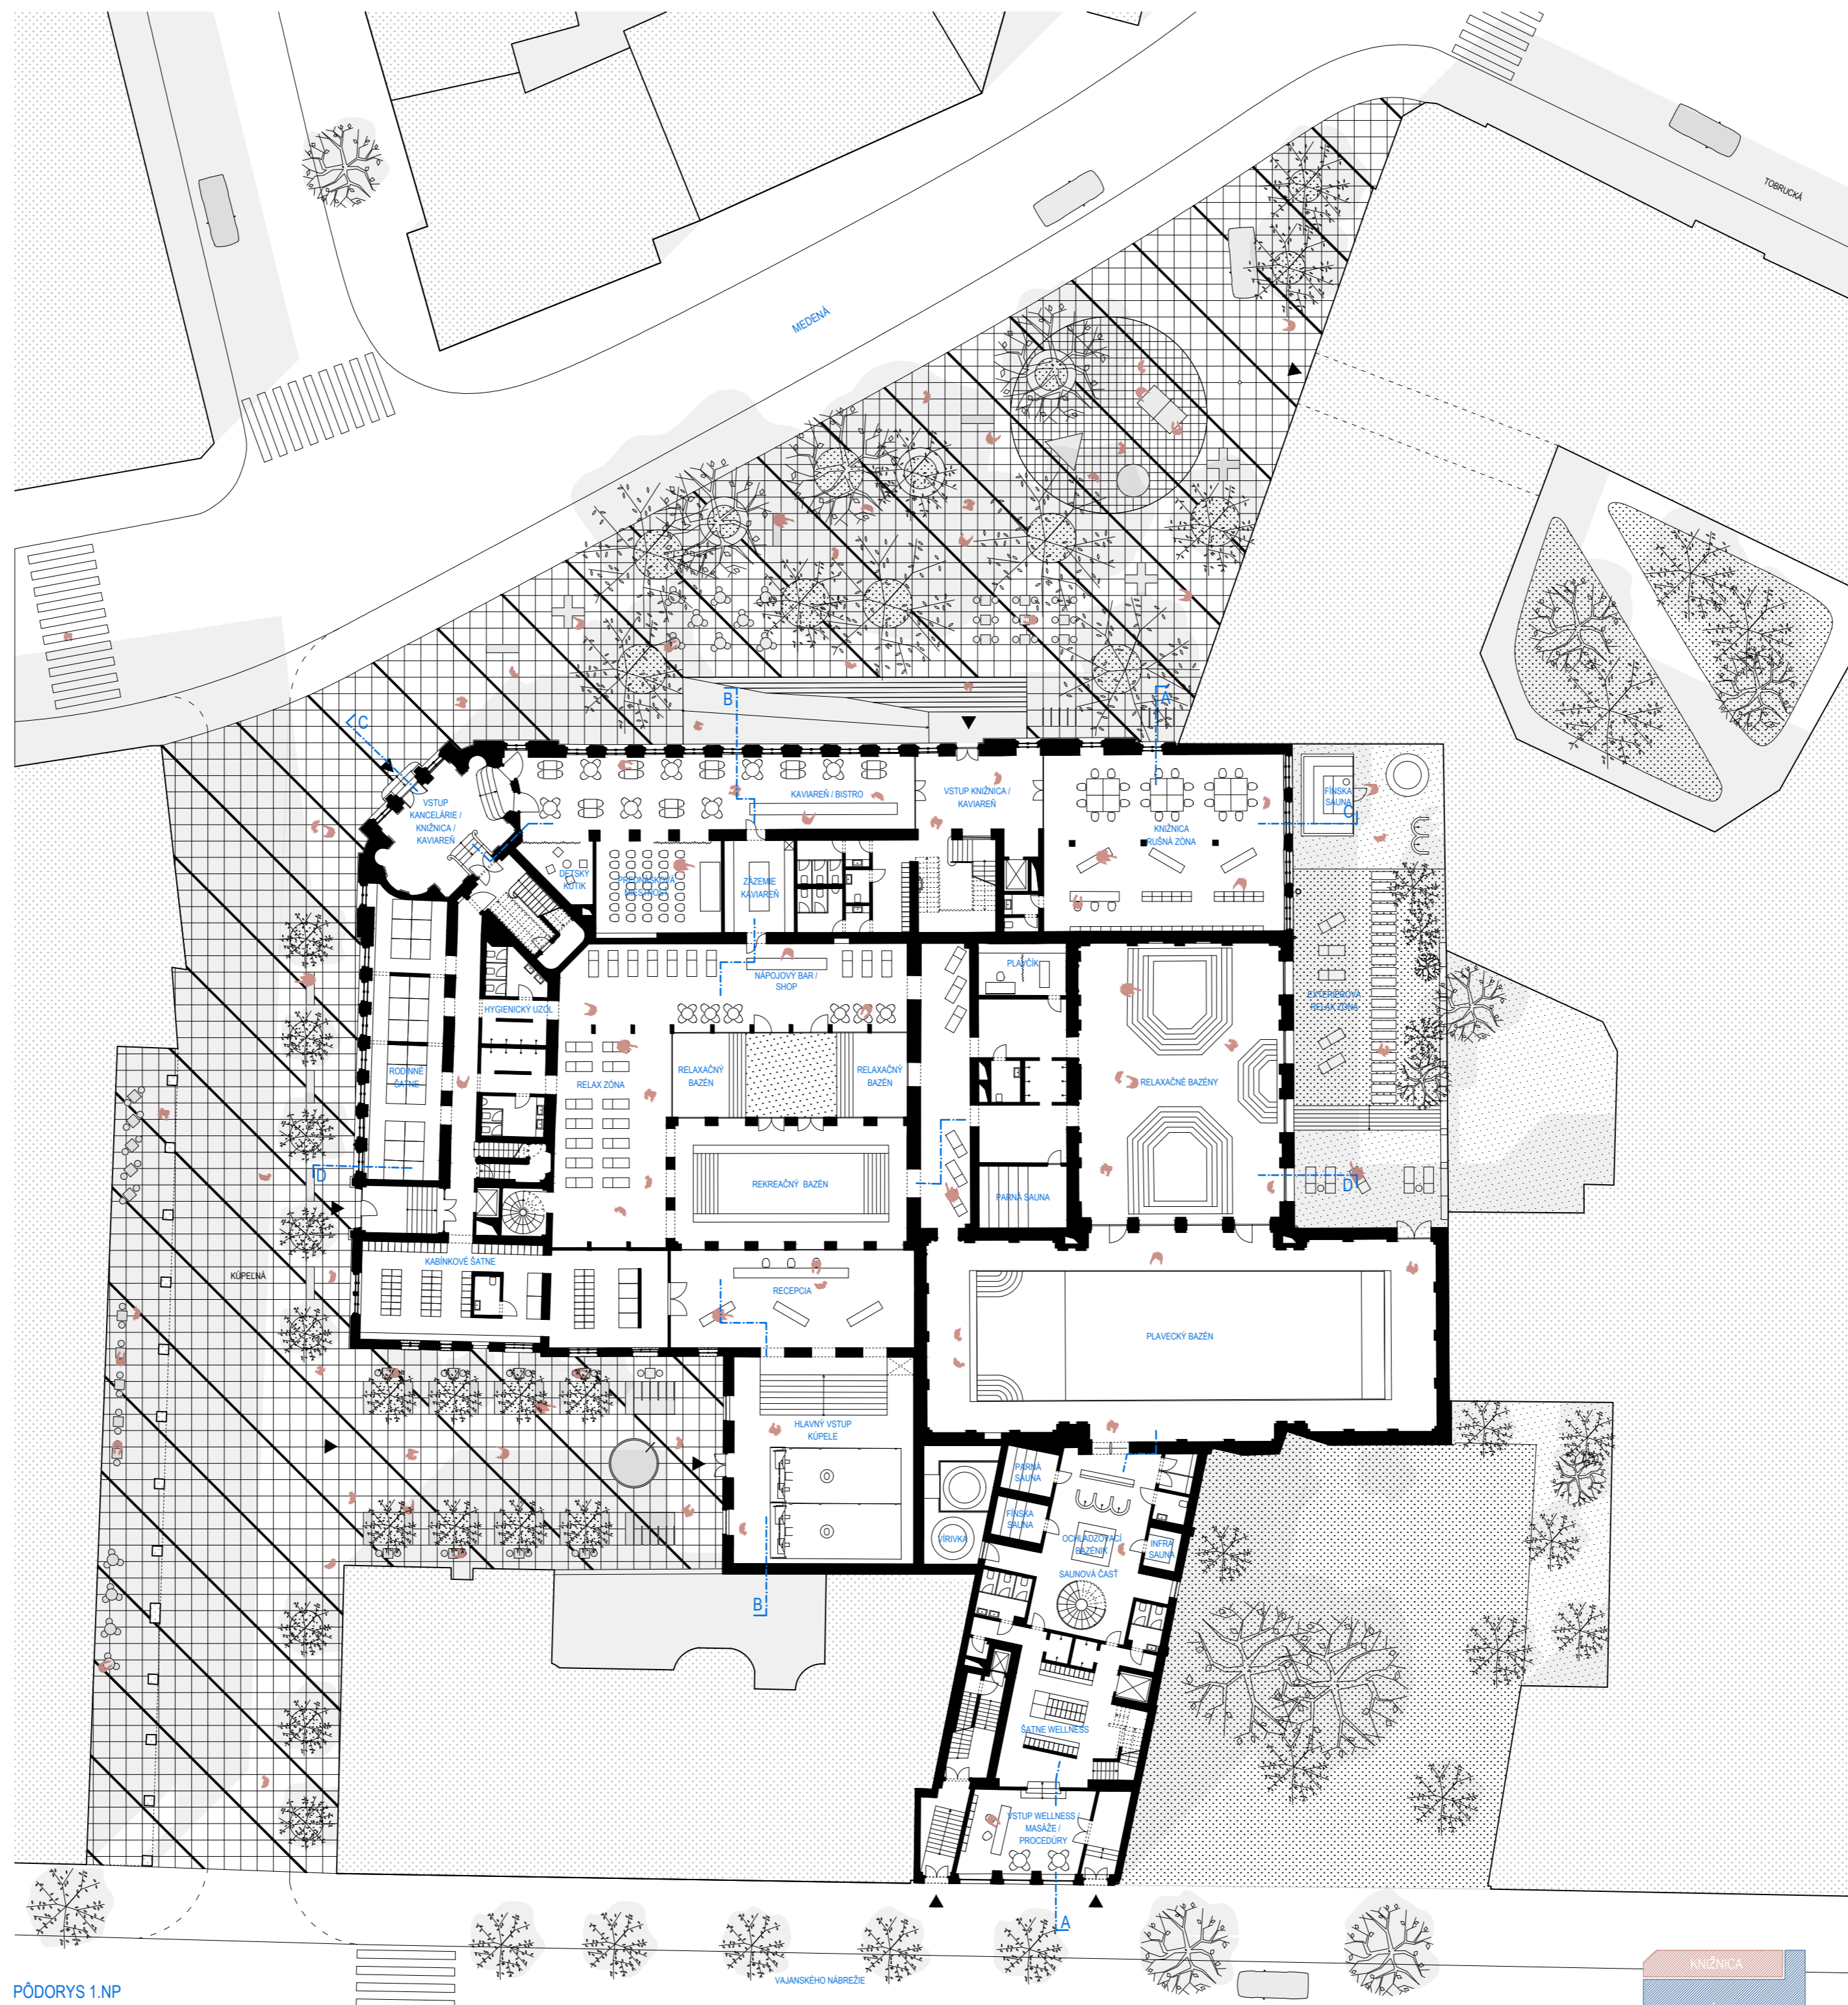 TOBRUCKÁ
MEDENÁ
B
A
C
VSTUP
KANCELÁRIE /
KNIŽNICA /
KAVIAREŇ
KAVIAREŇ / BISTRO
VSTUP KNIŽNICA /
KAVIAREŇ
KNIŽNICA
RUŠNÁ ZÓNA
FÍNSKA
SAUNA
C
DETSKÝ
KÚTIK
PREDNÁŠKOVÁ
MIESTNOSŤ
ZÁZEMIE
KAVIAREŇ
NÁPOJOVÝ BAR /
SHOP
PLAVČÍK
HYGIENICKÝ UZOL
EXTERIÉROVÁ
RELAX ZÓNA
RODINNÉ
ŠATNE
RELAX ZÓNA
RELAXAČNÝ
BAZÉN
RELAXAČNÝ
BAZÉN
RELAXAČNÉ BAZÉNY
D
REKREAČNÝ BAZÉN
PARNÁ SAUNA
D
KABÍNKOVÉ ŠATNE
KÚPEĽNÁ
RECEPCIA
PLAVECKÝ BAZÉN
HLAVNÝ VSTUP
KÚPELE
PARNÁ
SAUNA
FÍNSKA
SAUNA
VÍRIVKA
OCHLADZOVACÍ
BAZÉNIK
INFRA
SAUNA
SAUNOVÁ ČASŤ
B
ŠATNE WELLNESS
VSTUP WELLNESS /
MASÁŽE /
PROCEDÚRY
A
VAJANSKÉHO NÁBREŽIE
KNIŽNICA
PÔDORYS 1.NP